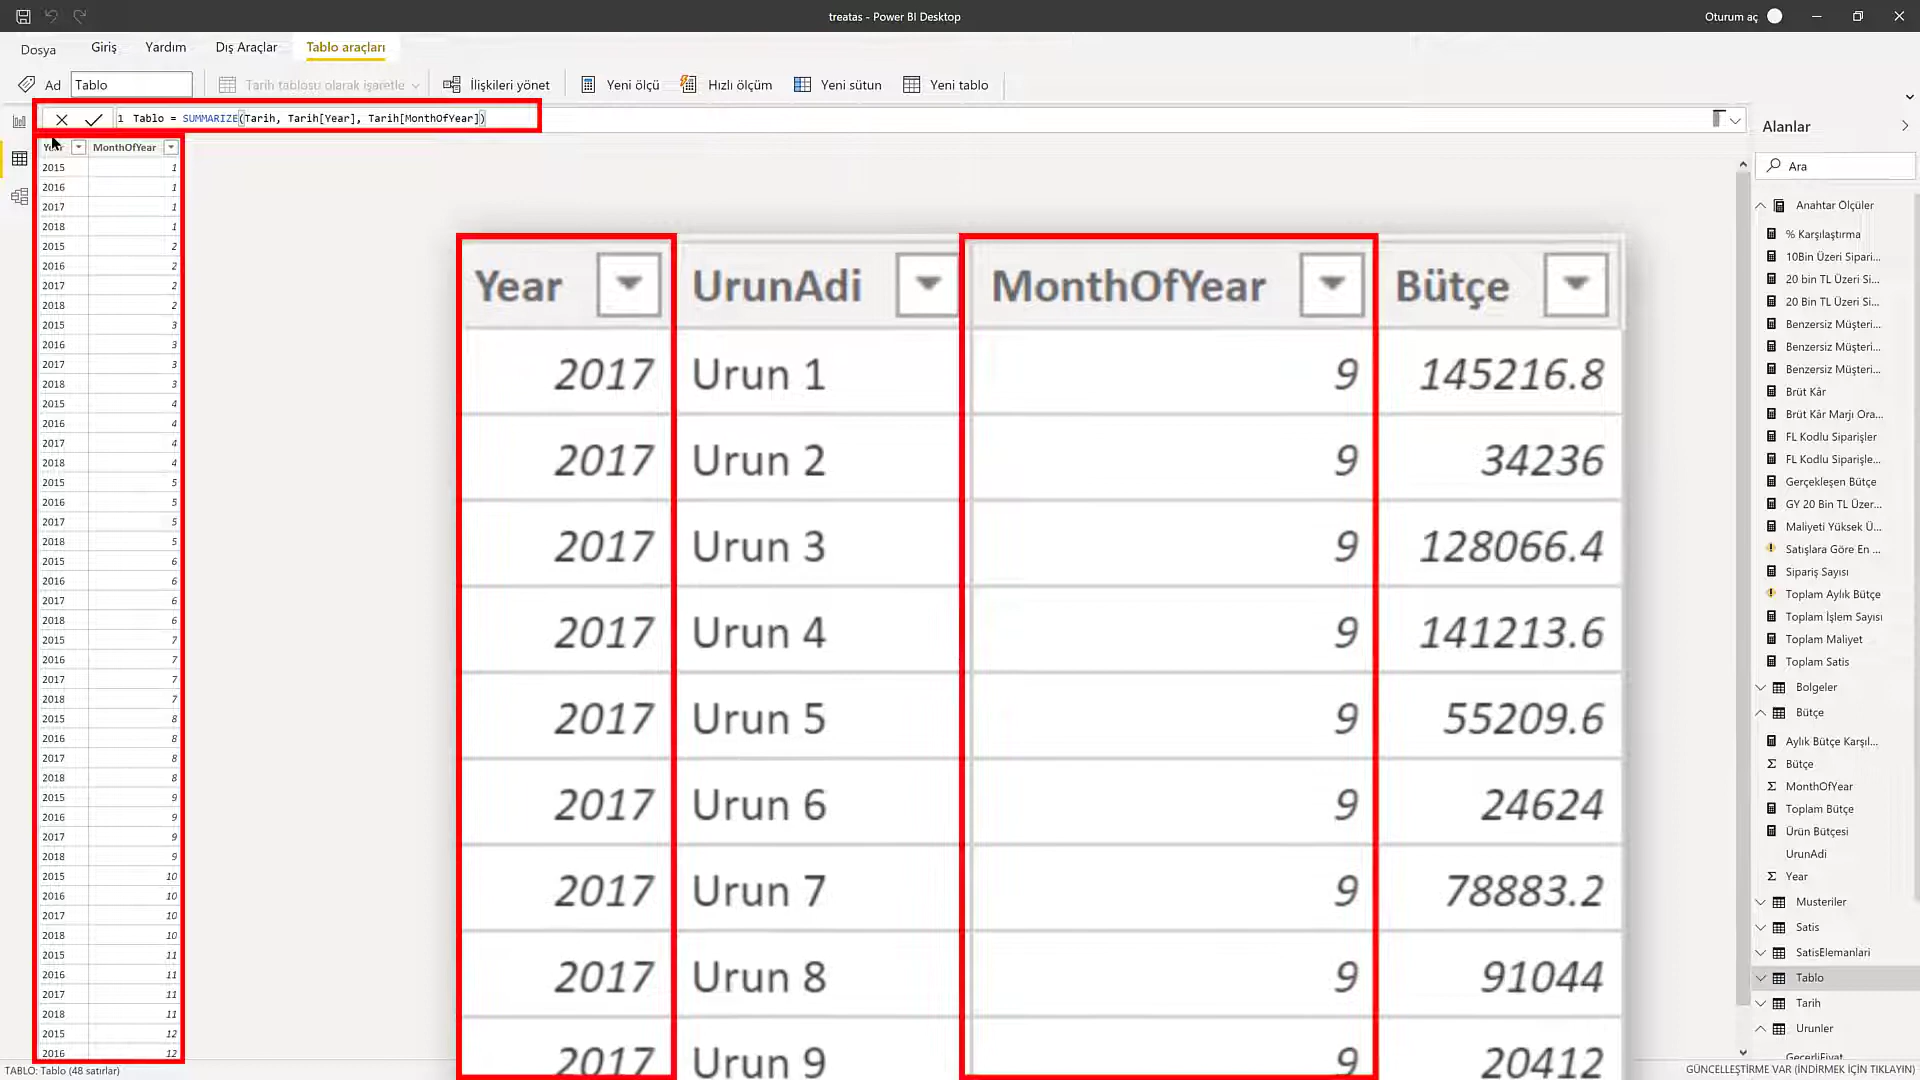 treatas - Power BI Desktop
Oturum aç
Dosya
Giriş
Yardım
Dış Araçlar
Tablo araçları
Ad
Tablo
Tarih tablosu olarak işaretle
İlişkileri yönet
Yeni ölçü
Hızlı ölçüm
Yeni sütun
Yeni tablo
1 Tablo = SUMMARIZE(Tarih, Tarih[Year], Tarih[MonthOfYear])
Year MonthOfYear
2015 1
2016 1
2017 1
2018 1
2015 2
2016 2
2017 2
2018 2
2015 3
2016 3
2017 3
2018 3
2015 4
2016 4
2017 4
2018 4
2015 5
2016 5
2017 5
2018 5
2015 6
2016 6
2017 6
2018 6
2015 7
2016 7
2017 7
2018 7
2015 8
2016 8
2017 8
2018 8
2015 9
2016 9
2017 9
2018 9
2015 10
2016 10
2017 10
2018 10
2015 11
2016 11
2017 11
2018 11
2015 12
2016 12
Year UrunAdi MonthOfYear Bütçe
2017 Urun 1 9 145216.8
2017 Urun 2 9 34236
2017 Urun 3 9 128066.4
2017 Urun 4 9 141213.6
2017 Urun 5 9 55209.6
2017 Urun 6 9 24624
2017 Urun 7 9 78883.2
2017 Urun 8 9 91044
2017 Urun 9 9 20412
Alanlar
Ara
Anahtar Olçüler
% Karşılaştırma
10Bin Üzeri Sipari...
20 bin TL Üzeri Si...
20 Bin TL Üzeri Si...
Benzersiz Müşteri...
Benzersiz Müşteri...
Benzersiz Müşteri...
Brüt Kâr
Brüt Kâr Marjı Ora...
FL Kodlu Siparişler
FL Kodlu Siparişle...
Gerçekleşen Bütçe
GY 20 Bin TL Üzer...
Maliyeti Yüksek Ü...
Satışlara Göre En ...
Sipariş Sayısı
Toplam Aylık Bütçe
Toplam İşlem Sayısı
Toplam Maliyet
Toplam Satis
Bolgeler
Bütçe
Aylık Bütçe Karşıl...
Bütçe
MonthOfYear
Toplam Bütçe
Ürün Bütçesi
UrunAdi
Year
Musteriler
Satis
SatisElemanlari
Tablo
Tarih
Urunler
GecerliFiyat
TABLO: Tablo (48 satırlar)
GÜNCELLEŞTİRME VAR (İNDİRMEK İÇİN TIKLAYIN)